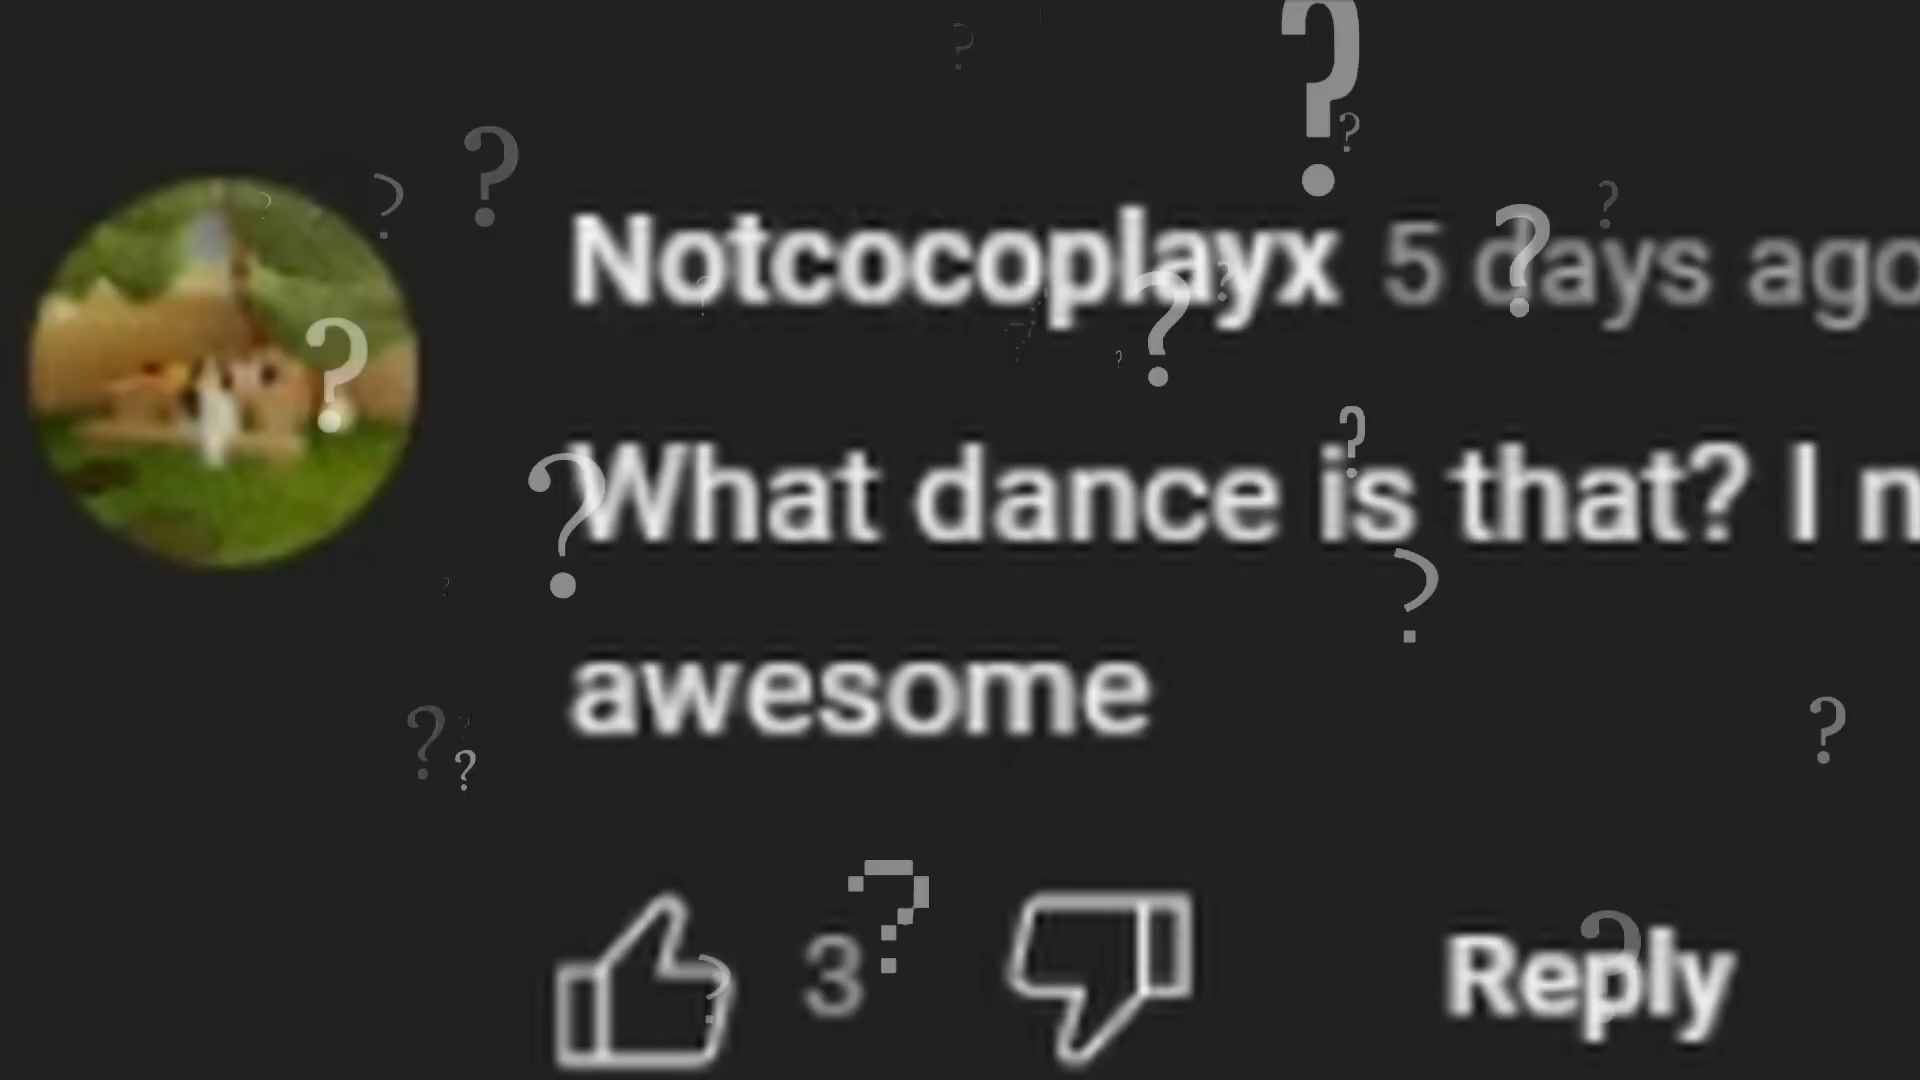 Notcocoplayx 5 days ago
What dance is that? I
awesome
3
Reply